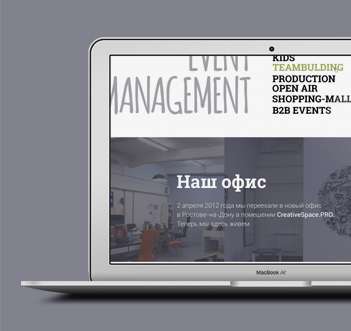 EVENT
MANAGEMENT
KIDS
TEAMBUILDING
PRODUCTION
OPEN AIR
SHOPPING-MALL
B2B EVENTS
Наш офис
2 апреля 2012 года мы переехали в новый офис
в Ростове-на-Дону в помещении CreativeSpace.PRO.
Теперь мы здесь живем.
MacBook Air